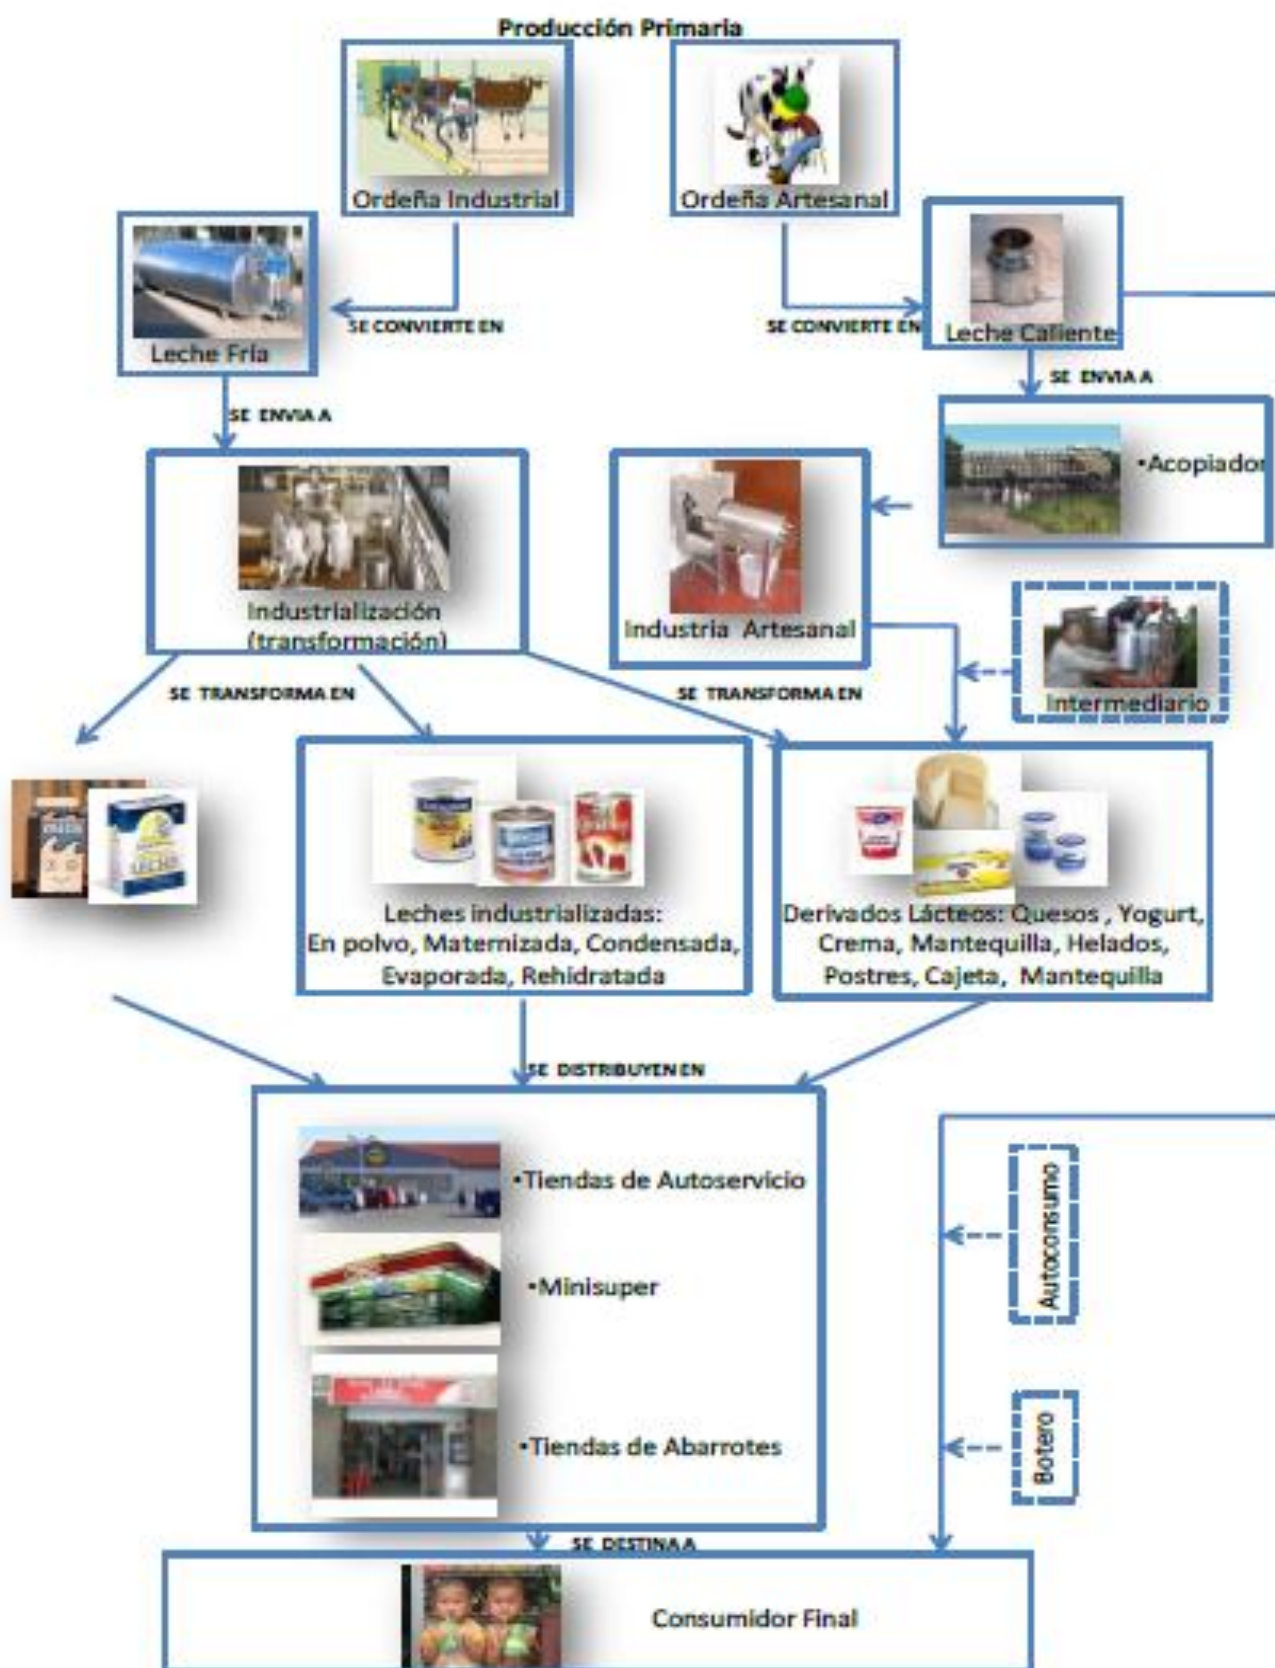 Producción Primaria
Ordeña Industrial
Ordeña Artesanal
SE CONVIERTE EN
SE CONVIERTE EN
Leche Fría
Leche Caliente
SE ENVIA A
SE ENVIA A
•Acopiador
Industrialización
(transformación)
Industria Artesanal
Intermediario
SE TRANSFORMA EN
SE TRANSFORMA EN
LECHE
Leches industrializadas:
En polvo, Maternizada, Condensada,
Evaporada, Rehidratada
Derivados Lácteos: Quesos , Yogurt,
Crema, Mantequilla, Helados,
Postres, Cajeta, Mantequilla
SE DISTRIBUYEN EN
•Tiendas de Autoservicio
•Minisuper
•Tiendas de Abarrotes
Autoconsumo
Botero
SE DESTINA A
Consumidor Final